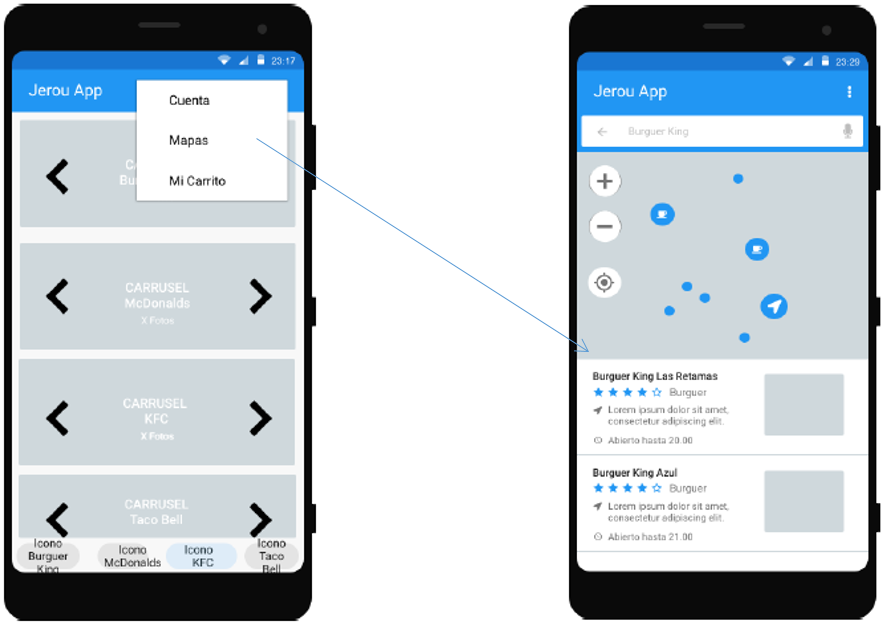 23:17
Jerou App
Cuenta
Mapas
Mi Carrito
CARRUSEL
McDonalds
X Fotos
CARRUSEL
KFC
X Fotos
CARRUSEL
Taco Bell
Icono
Burguer
King
Icono
McDonalds
Icono
KFC
Icono
Taco
Bell
23:29
Jerou App
Burguer King
Burguer King Las Retamas
Burguer
Lorem ipsum dolor sit amet,
consectetur adipiscing elit.
Abierto hasta 20.00
Burguer King Azul
Burguer
Lorem ipsum dolor sit amet,
consectetur adipiscing elit.
Abierto hasta 21.00